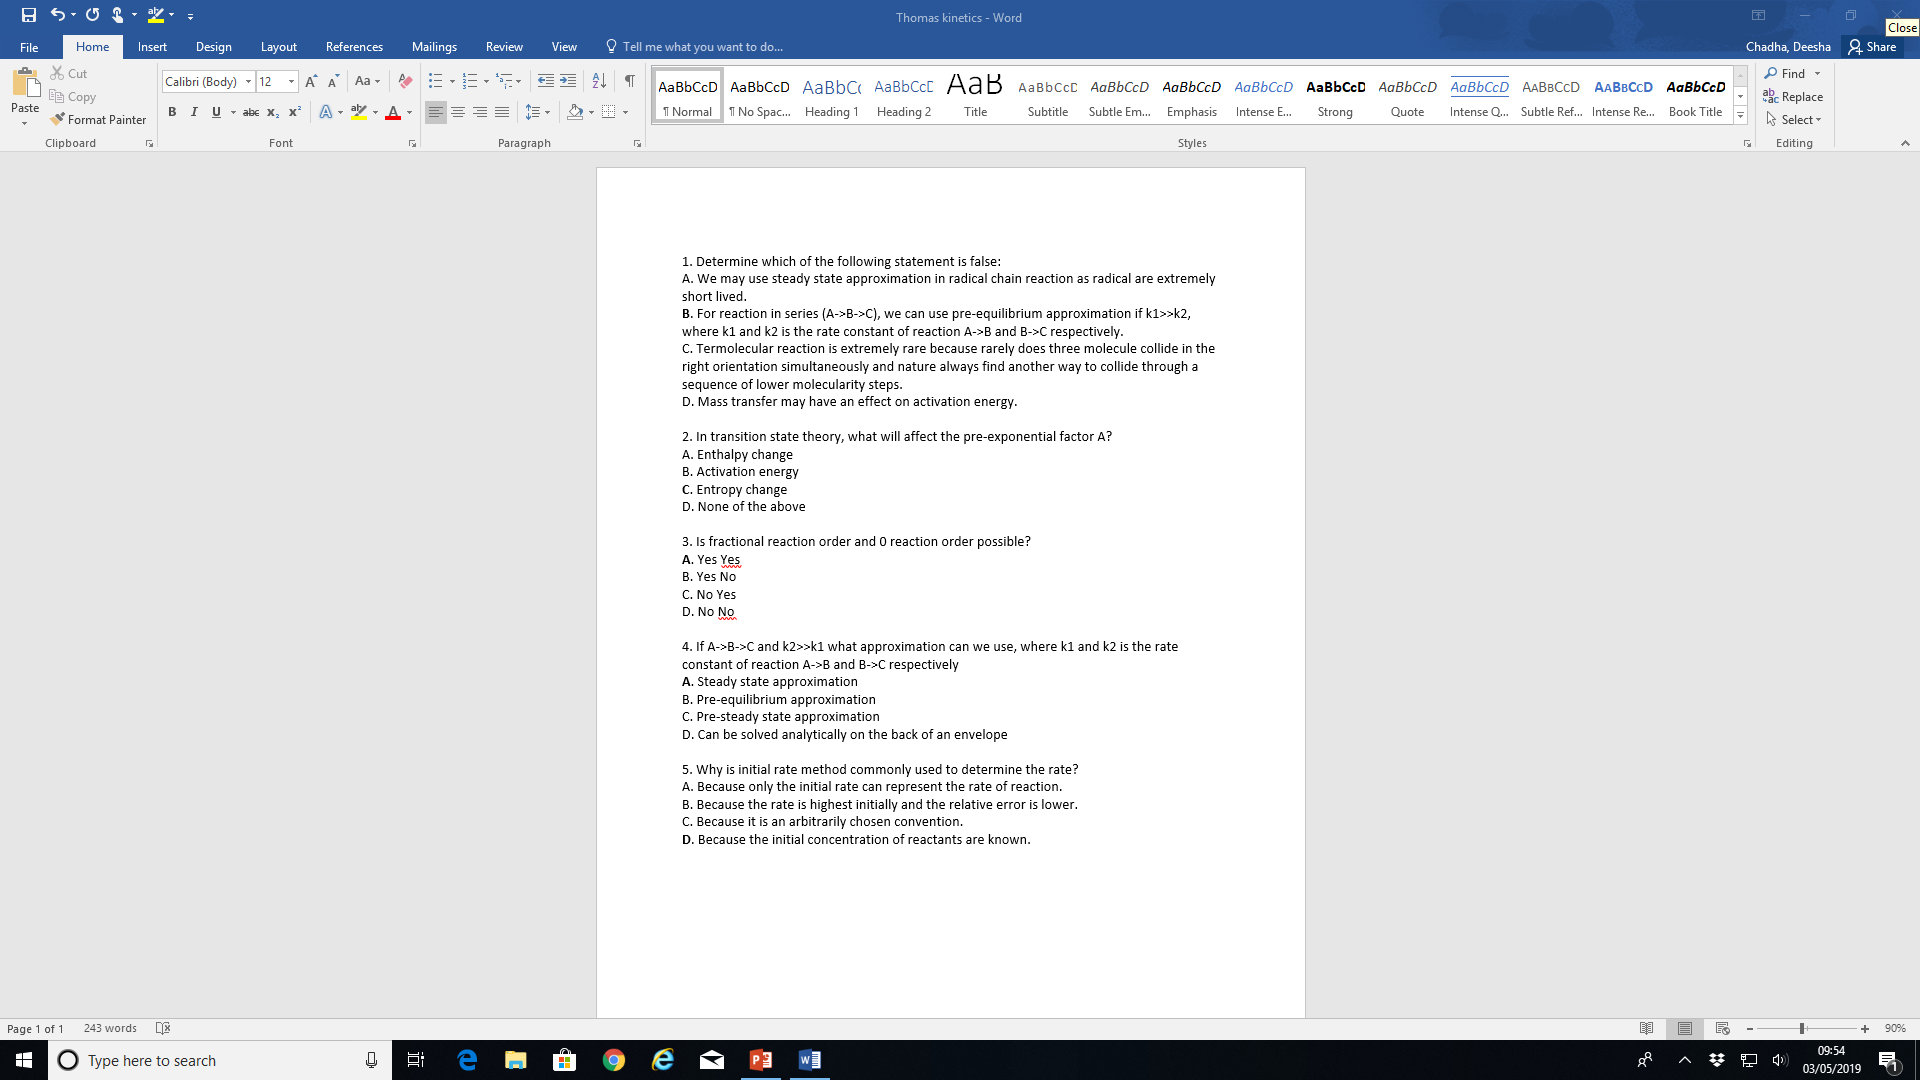 Thomas kinetics - Word
Close
File Home Insert Design Layout References Mailings Review View Tell me what you want to do... Chadha, Deesha Share
Paste
Cut
Copy
Format Painter
Clipboard
Calibri (Body) 12
Font
Paragraph
AaBbCcD AaBbCcD AaBbC AaBbCcD AaB AaBbCcD AaBbCcD AaBbCcD AaBbCcD AaBbCcD AaBbCcD AaBbCcD AaBbCcD AaBbCcD AaBbCcD
¶ Normal ¶ No Spac... Heading 1 Heading 2 Title Subtitle Subtle Em... Emphasis Intense E... Strong Quote Intense Q... Subtle Ref... Intense Re... Book Title
Styles
Find
Replace
Select
Editing
1. Determine which of the following statement is false:
A. We may use steady state approximation in radical chain reaction as radical are extremely
short lived.
B. For reaction in series (A->B->C), we can use pre-equilibrium approximation if k1>>k2,
where k1 and k2 is the rate constant of reaction A->B and B->C respectively.
C. Termolecular reaction is extremely rare because rarely does three molecule collide in the
right orientation simultaneously and nature always find another way to collide through a
sequence of lower molecularity steps.
D. Mass transfer may have an effect on activation energy.
2. In transition state theory, what will affect the pre-exponential factor A?
A. Enthalpy change
B. Activation energy
C. Entropy change
D. None of the above
3. Is fractional reaction order and 0 reaction order possible?
A. Yes Yes
B. Yes No
C. No Yes
D. No No
4. If A->B->C and k2>>k1 what approximation can we use, where k1 and k2 is the rate
constant of reaction A->B and B->C respectively
A. Steady state approximation
B. Pre-equilibrium approximation
C. Pre-steady state approximation
D. Can be solved analytically on the back of an envelope
5. Why is initial rate method commonly used to determine the rate?
A. Because only the initial rate can represent the rate of reaction.
B. Because the rate is highest initially and the relative error is lower.
C. Because it is an arbitrarily chosen convention.
D. Because the initial concentration of reactants are known.
Page 1 of 1 243 words 90%
Type here to search
09:54
03/05/2019